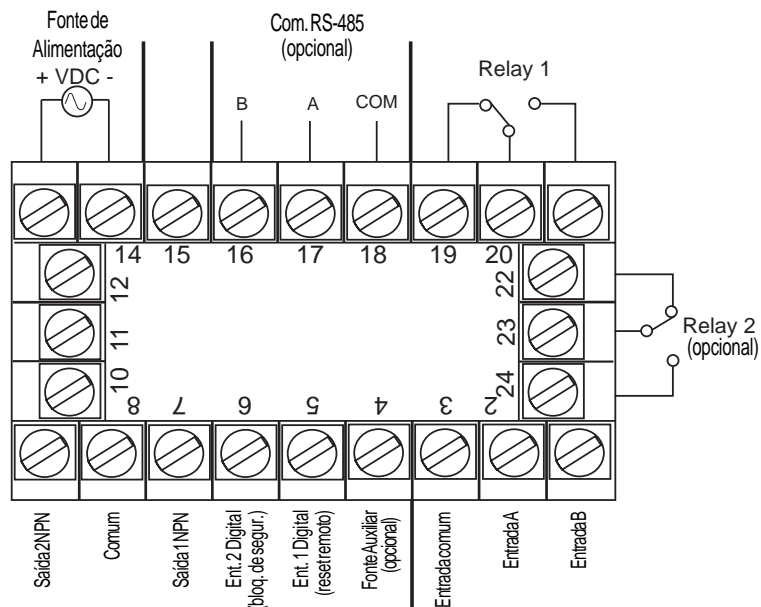 Fonte de
Alimentação
+ VDC -
Com. RS-485
(opcional)
B
A
COM
Relay 1
14
15
16
17
18
19
20
12
22
11
23
Relay 2
(opcional)
10
24
8
7
6
5
4
3
2
Saída2NPN
Comum
Saída1NPN
Ent. 2 Digital
(bloq. de segur.)
Ent. 1 Digital
(reset remoto)
Fonte Auxiliar
(opcional)
Entrada comum
Entrada A
Entrada B